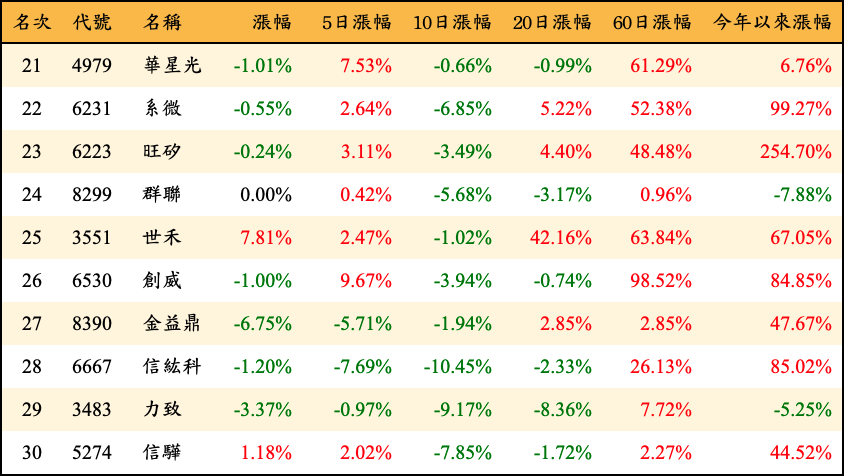 名次 代號 名稱 漲幅 5日漲幅 10日漲幅 20日漲幅 60日漲幅 今年以來漲幅
21 4979 華星光 -1.01% 7.53% -0.66% -0.99% 61.29% 6.76%
22 6231 系微 -0.55% 2.64% -6.85% 5.22% 52.38% 99.27%
23 6223 旺矽 -0.24% 3.11% -3.49% 4.40% 48.48% 254.70%
24 8299 群聯 0.00% 0.42% -5.68% -3.17% 0.96% -7.88%
25 3551 世禾 7.81% 2.47% -1.02% 42.16% 63.84% 67.05%
26 6530 創威 -1.00% 9.67% -3.94% -0.74% 98.52% 84.85%
27 8390 金益鼎 -6.75% -5.71% -1.94% 2.85% 2.85% 47.67%
28 6667 信紘科 -1.20% -7.69% -10.45% -2.33% 26.13% 85.02%
29 3483 力致 -3.37% -0.97% -9.17% -8.36% 7.72% -5.25%
30 5274 信驊 1.18% 2.02% -7.85% -1.72% 2.27% 44.52%